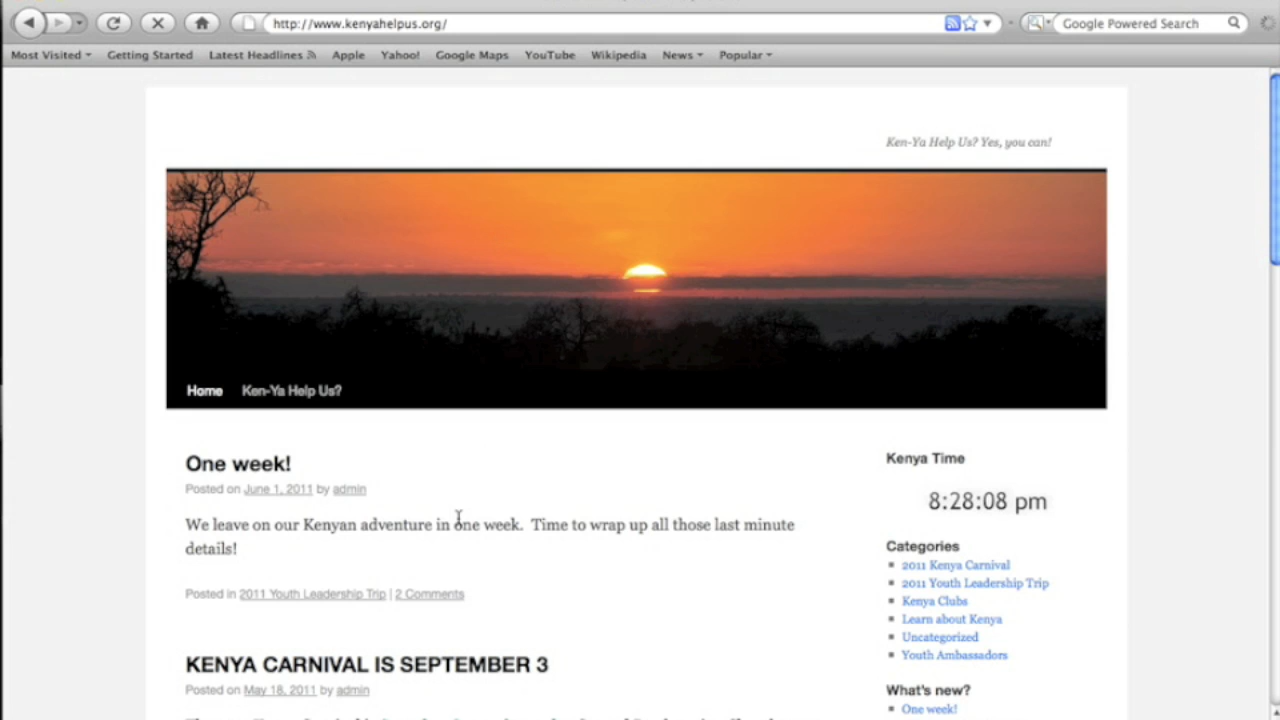 http://www.kenyahelpus.org/
Google Powered Search
Most Visited Getting Started Latest Headlines Apple Yahoo! Google Maps YouTube Wikipedia News Popular
Ken-Ya Help Us? Yes, you can!
Home Ken-Ya Help Us?
One week!
Posted on June 1, 2011 by admin
We leave on our Kenyan adventure in one week. Time to wrap up all those last minute
details!
Posted in 2011 Youth Leadership Trip | 2 Comments
KENYA CARNIVAL IS SEPTEMBER 3
Posted on May 18, 2011 by admin
Kenya Time
8:28:08 pm
Categories
2011 Kenya Carnival
2011 Youth Leadership Trip
Kenya Clubs
Learn about Kenya
Uncategorized
Youth Ambassadors
What's new?
One week!